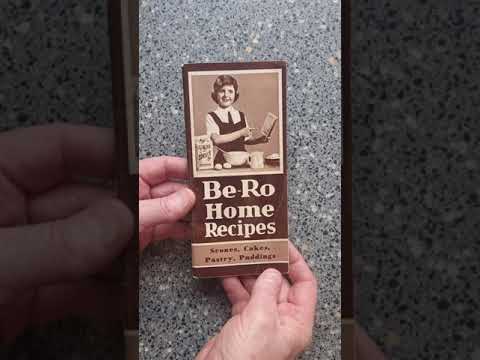 Be-Ro
Home
Recipes
Scones, Cakes,
Pastry, Puddings